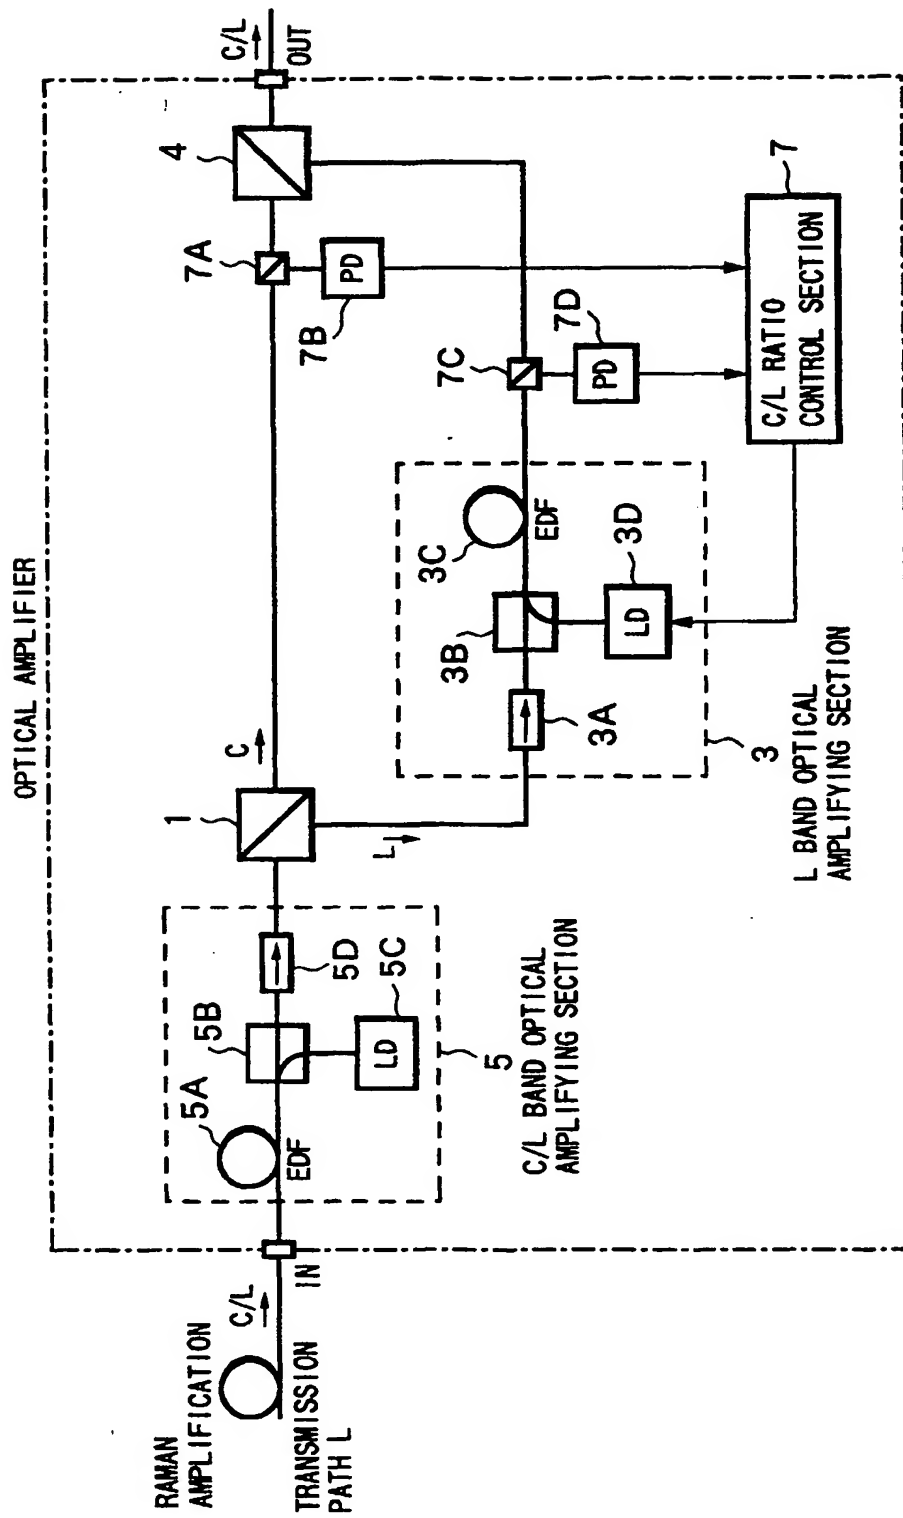 OPTICAL AMPLIFIER
RAMAN
AMPLIFICATION
TRANSMISSION
PATH L
C/L
IN
5A
EDF
5B
LD
5C
5D
5
C/L BAND OPTICAL
AMPLIFYING SECTION
1
C
L
3A
3B
3C
EDF
LD
3D
3
L BAND OPTICAL
AMPLIFYING SECTION
7A
PD
7B
7C
PD
7D
C/L RATIO
CONTROL SECTION
7
4
C/L
OUT